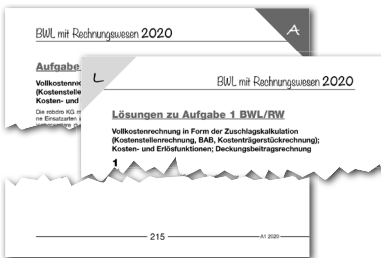 BWL mit Rechnungswesen 2020
A
Aufgabe
Vollkostenrec
(Kostenstelle
Kosten- und
Die robdro KG m
ne Einsatzarten
L
BWL mit Rechnungswesen 2020
Lösungen zu Aufgabe 1 BWL/RW
Vollkostenrechnung in Form der Zuschlagskalkulation
(Kostenstellenrechnung, BAB, Kostenträgerstückrechnung);
Kosten- und Erlösfunktionen; Deckungsbeitragsrechnung
1
215
A1 2020